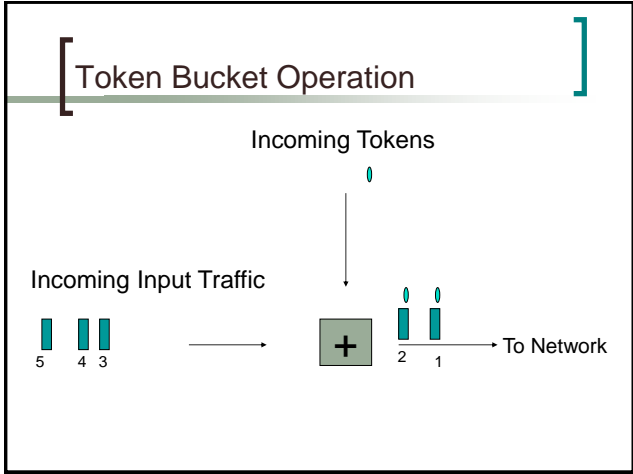 Token Bucket Operation
Incoming Tokens
Incoming Input Traffic
+
To Network
5 4 3 2 1